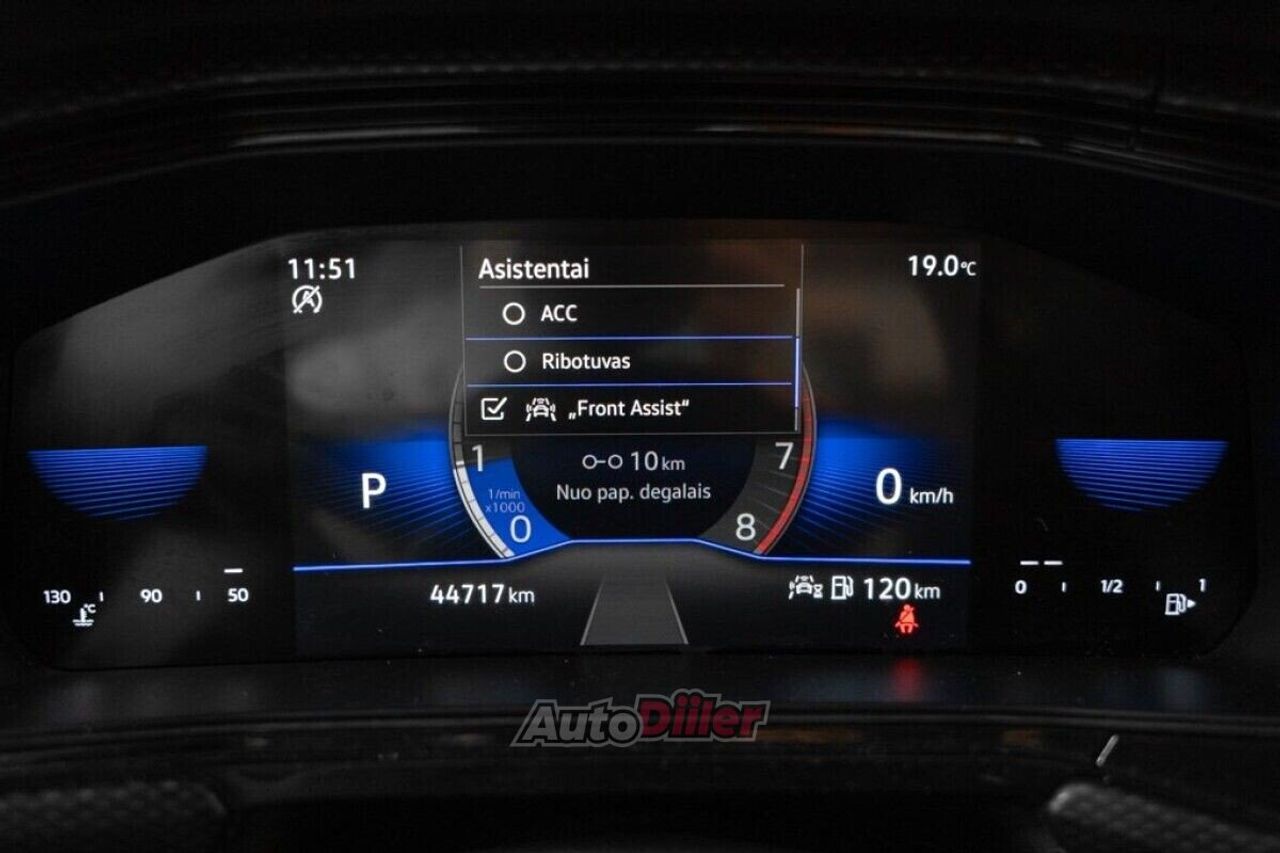 11:51
Asistentai
19.0°C
ACC
Ribotuvas
„Front Assist“
1
7
10 km
Nuo pap. degalais
P
1/min
x1000
0
8
0 km/h
44717 km
120 km
130 90 50
°C
0 1/2 1
AutoDiiler